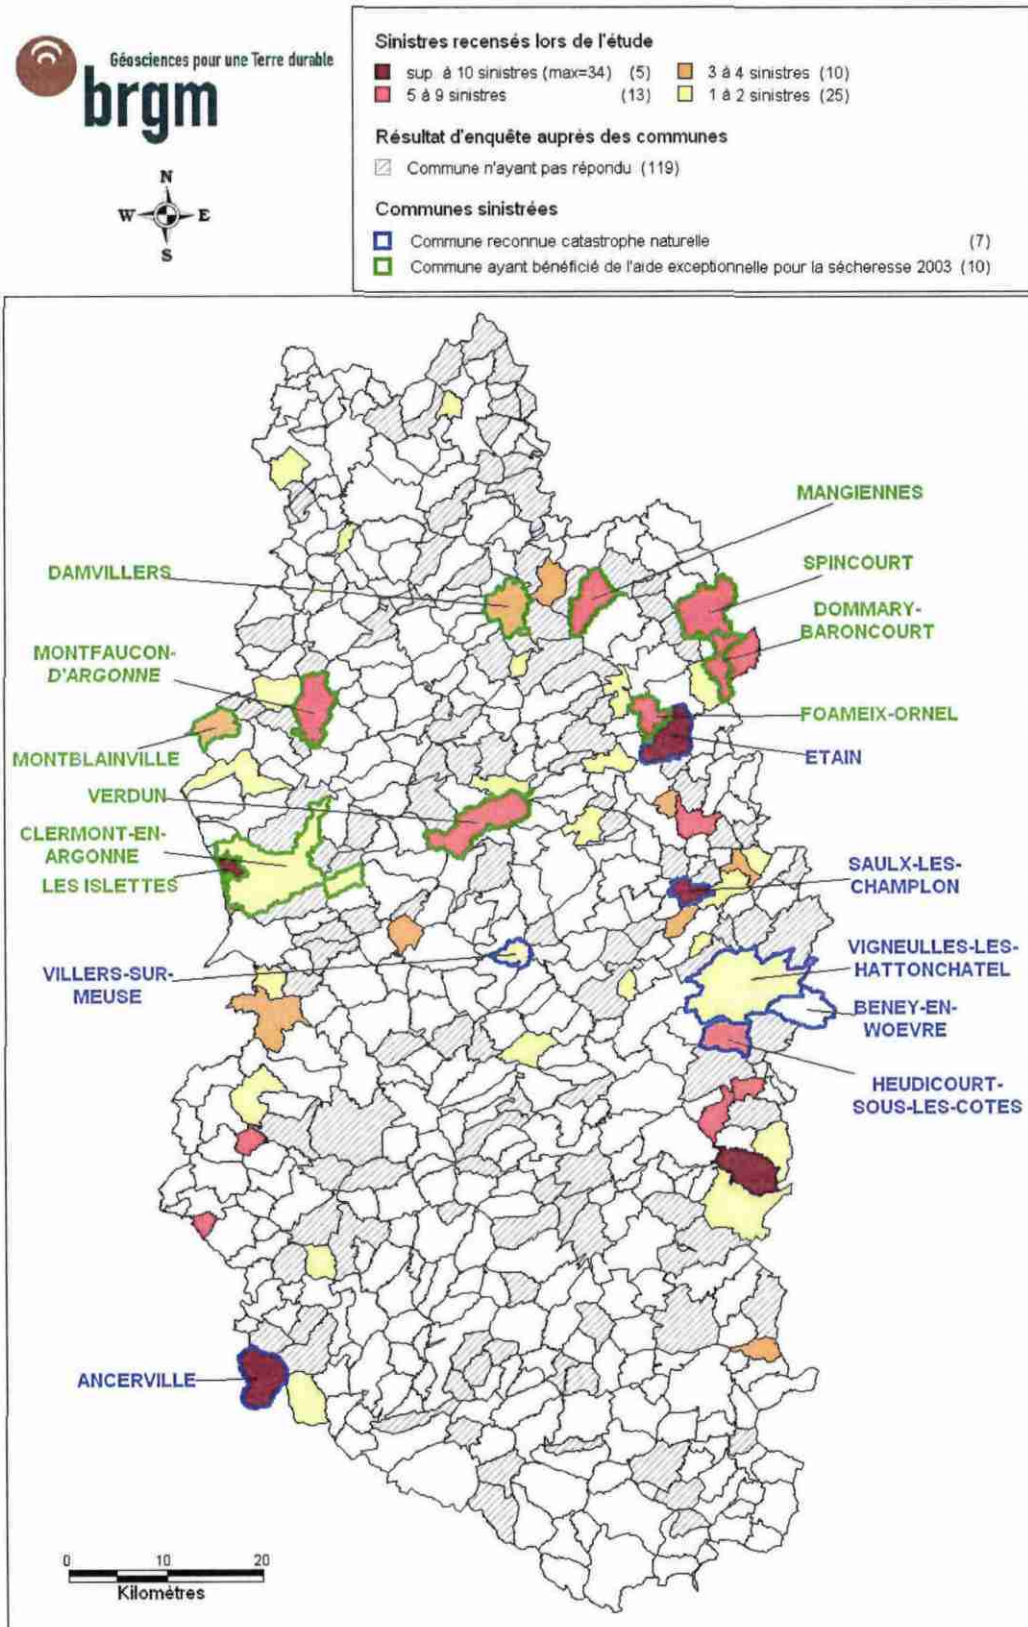 Géosciences pour une Terre durable
brgm
N
W E
S
Sinistres recensés lors de l'étude
sup. à 10 sinistres (max=34) (5)
3 à 4 sinistres (10)
5 à 9 sinistres (13)
1 à 2 sinistres (25)
Résultat d'enquête auprés des communes
Commune n'ayant pas répondu (119)
Communes sinistrées
Commune reconnue catastrophe naturelle (7)
Commune ayant bénéficié de l'aide exceptionnelle pour la sécheresse 2003 (10)
MANGIENNES
DAMVILLERS
SPINCOURT
DOMMARY-
BARONCOURT
MONTFAUCON-
D'ARGONNE
FOAMEIX-ORNEL
MONTBLAINVILLE
ETAIN
VERDUN
CLERMONT-EN-
ARGONNE
LES ISLETTES
SAULX-LES-
CHAMPLON
VILLERS-SUR-
MEUSE
VIGNEULLES-LES-
HATTONCHATEL
BENEY-EN-
WOEVRE
HEUDICOURT-
SOUS-LES-COTES
ANCERVILLE
0 10 20
Kilométres